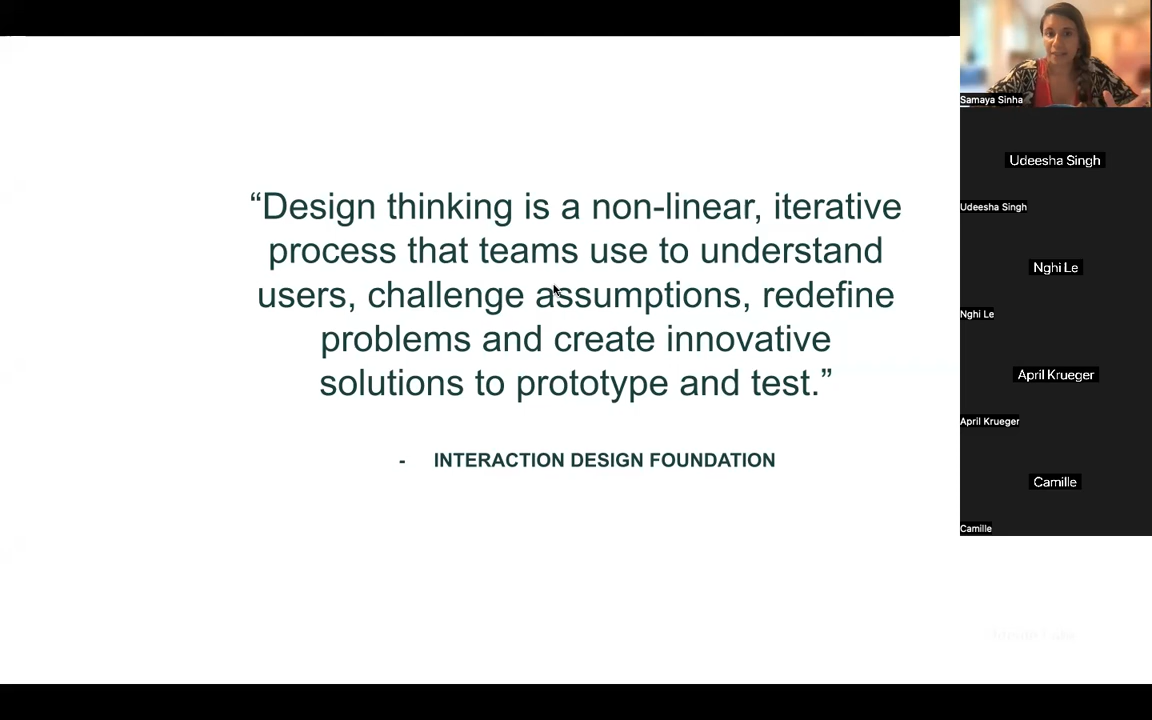 “Design thinking is a non-linear, iterative
process that teams use to understand
users, challenge assumptions, redefine
problems and create innovative
solutions to prototype and test.”
- INTERACTION DESIGN FOUNDATION
Samaya Sinha
Udeesha Singh
Udeesha Singh
Nghi Le
Nghi Le
April Krueger
April Krueger
Camille
Camille